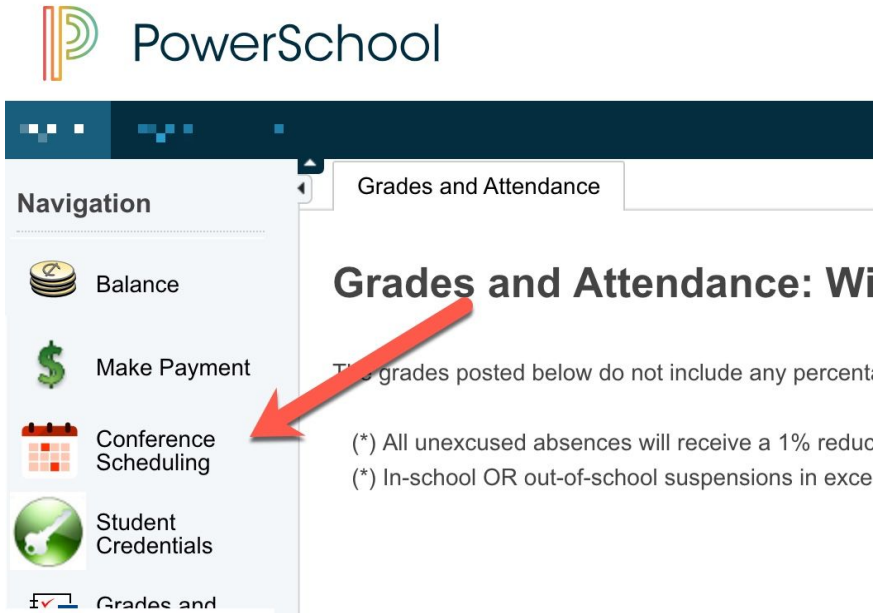 PowerSchool
Navigation
Balance
Make Payment
Conference
Scheduling
Student
Credentials
Grades and
Grades and Attendance
Grades and Attendance: Wi
The grades posted below do not include any percenta
(*) All unexcused absences will receive a 1% reduc
(*) In-school OR out-of-school suspensions in exce